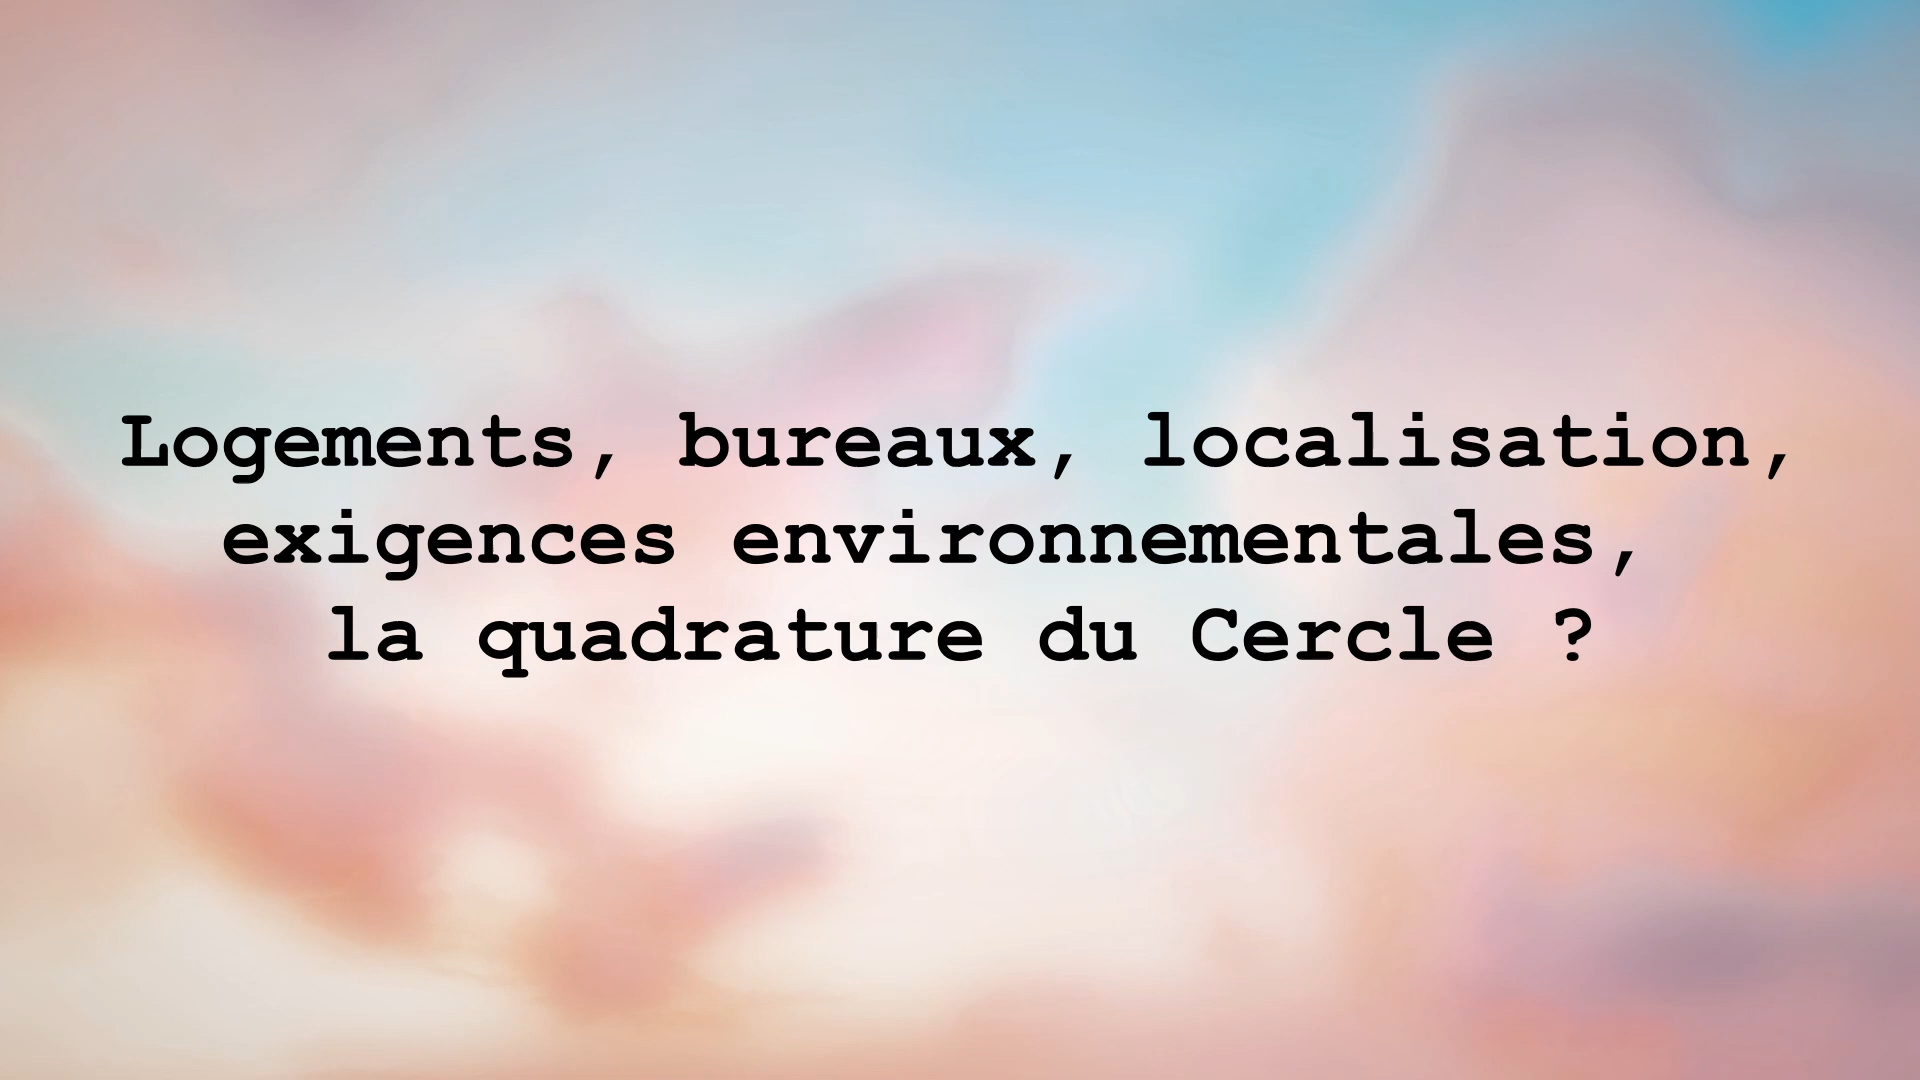 Logements, bureaux, localisation,
exigences environnementales,
la quadrature du Cercle ?